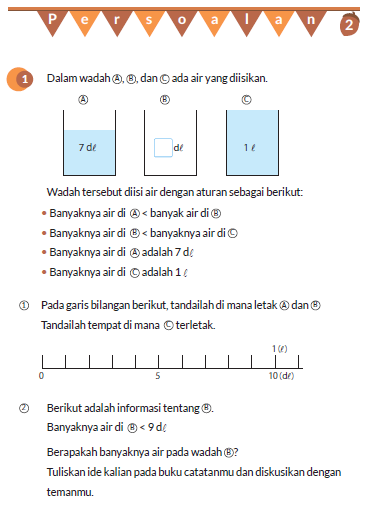 Persoalan
2
1 Dalam wadah Ⓐ, Ⓑ, dan Ⓒ ada air yang diisikan.
Ⓐ Ⓑ Ⓒ
7 dℓ dℓ 1 ℓ
Wadah tersebut diisi air dengan aturan sebagai berikut:
• Banyaknya air di Ⓐ < banyak air di Ⓑ
• Banyaknya air di Ⓑ < banyaknya air di Ⓒ
• Banyaknya air di Ⓐ adalah 7 dℓ
• Banyaknya air di Ⓒ adalah 1 ℓ
① Pada garis bilangan berikut, tandailah di mana letak Ⓐ dan Ⓑ
Tandailah tempat di mana Ⓒ terletak.
1 (ℓ)
0 5 10 (dℓ)
② Berikut adalah informasi tentang Ⓑ.
Banyaknya air di Ⓑ < 9 dℓ
Berapakah banyaknya air pada wadah Ⓑ?
Tuliskan ide kalian pada buku catatanmu dan diskusikan dengan
temanmu.